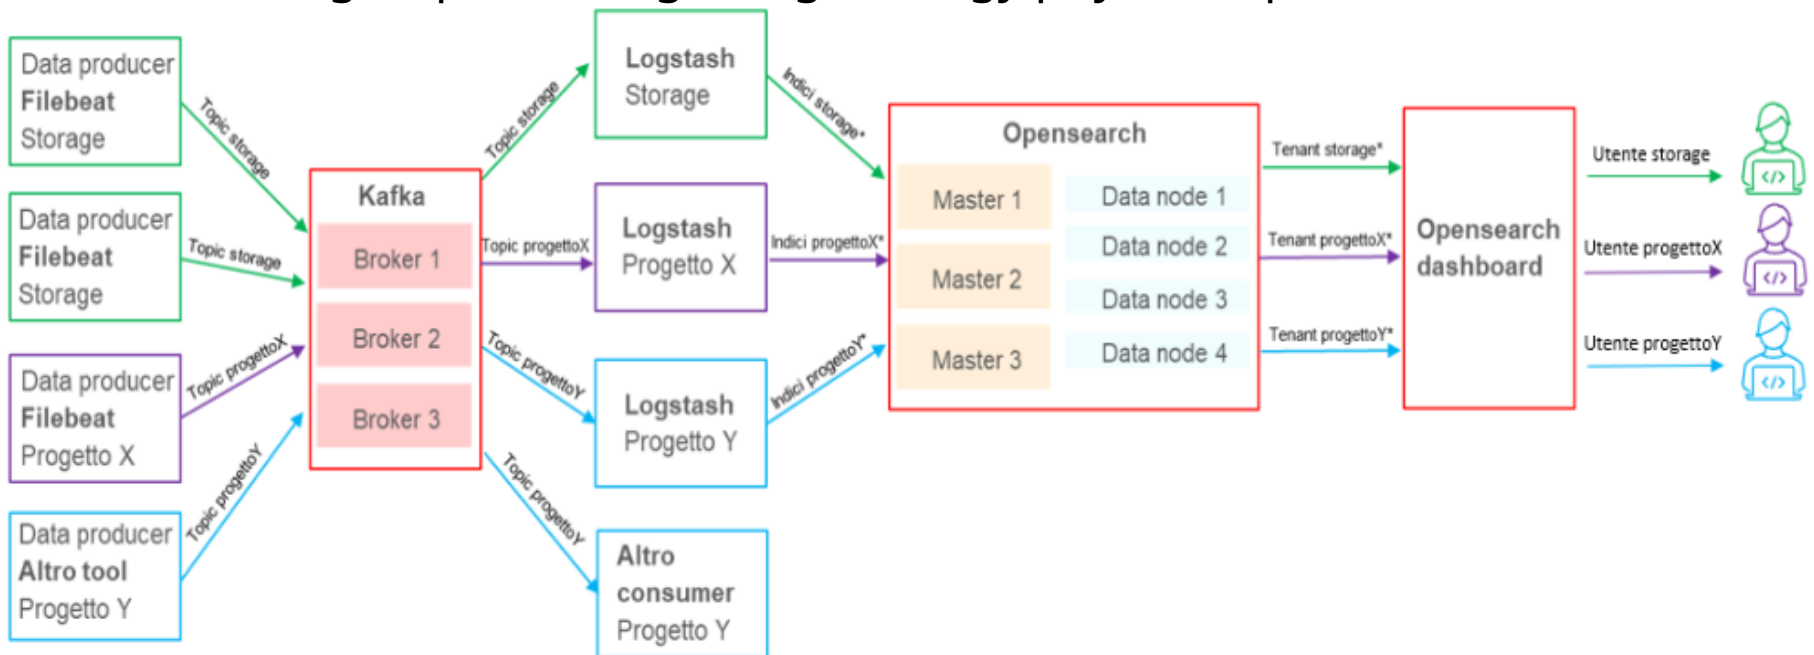 Data producer
Filebeat
Storage
Data producer
Filebeat
Storage
Data producer
Filebeat
Progetto X
Data producer
Altro tool
Progetto Y
Topic storage
Topic storage
Topic progettoX
Topic progettoY
Kafka
Broker 1
Broker 2
Broker 3
Topic storage
Topic progettoX
Topic progettoY
Topic progettoY
Logstash
Storage
Logstash
Progetto X
Logstash
Progetto Y
Altro
consumer
Progetto Y
Indici storage*
Indici progettoX*
Indici progettoY*
Opensearch
Master 1
Master 2
Master 3
Data node 1
Data node 2
Data node 3
Data node 4
Tenant storage*
Tenant progettoX*
Tenant progettoY*
Opensearch
dashboard
Utente storage
Utente progettoX
Utente progettoY